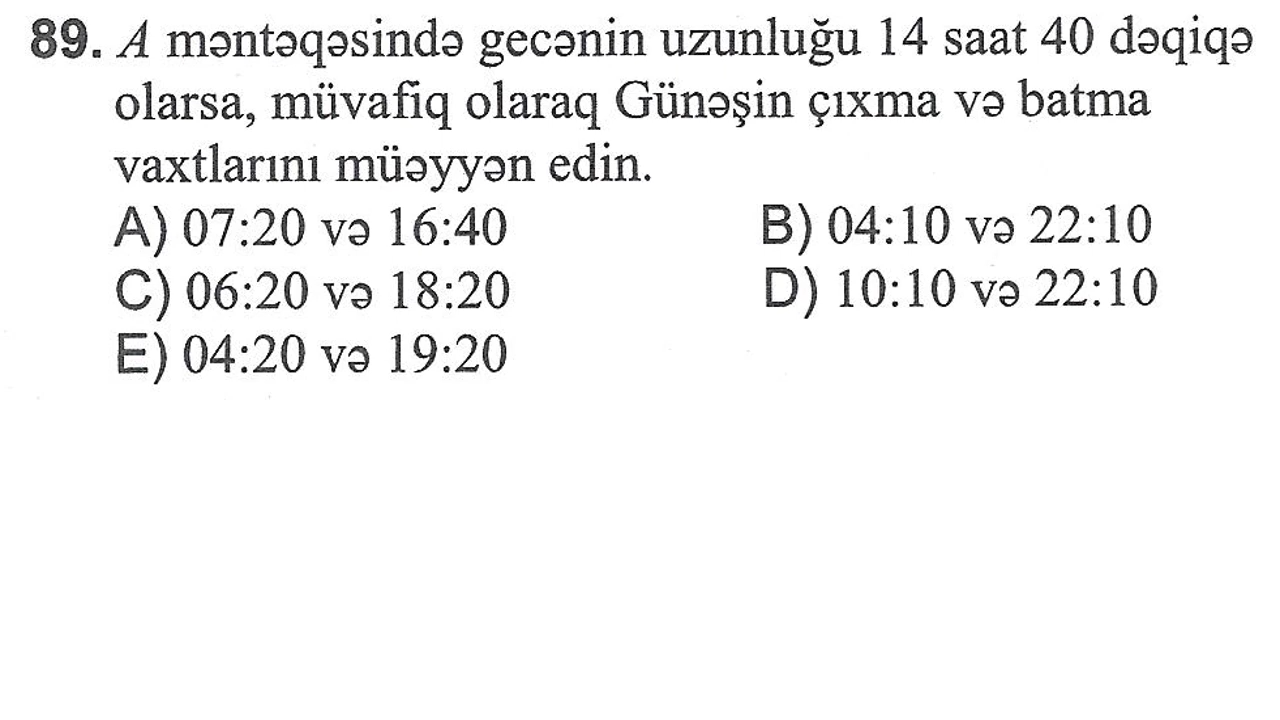 89. A məntəqəsində gecənin uzunluğu 14 saat 40 dəqiqə
olarsa, müvafiq olaraq Günəşin çıxma və batma
vaxtlarını müəyyən edin.
A) 07:20 və 16:40 B) 04:10 və 22:10
C) 06:20 və 18:20 D) 10:10 və 22:10
E) 04:20 və 19:20